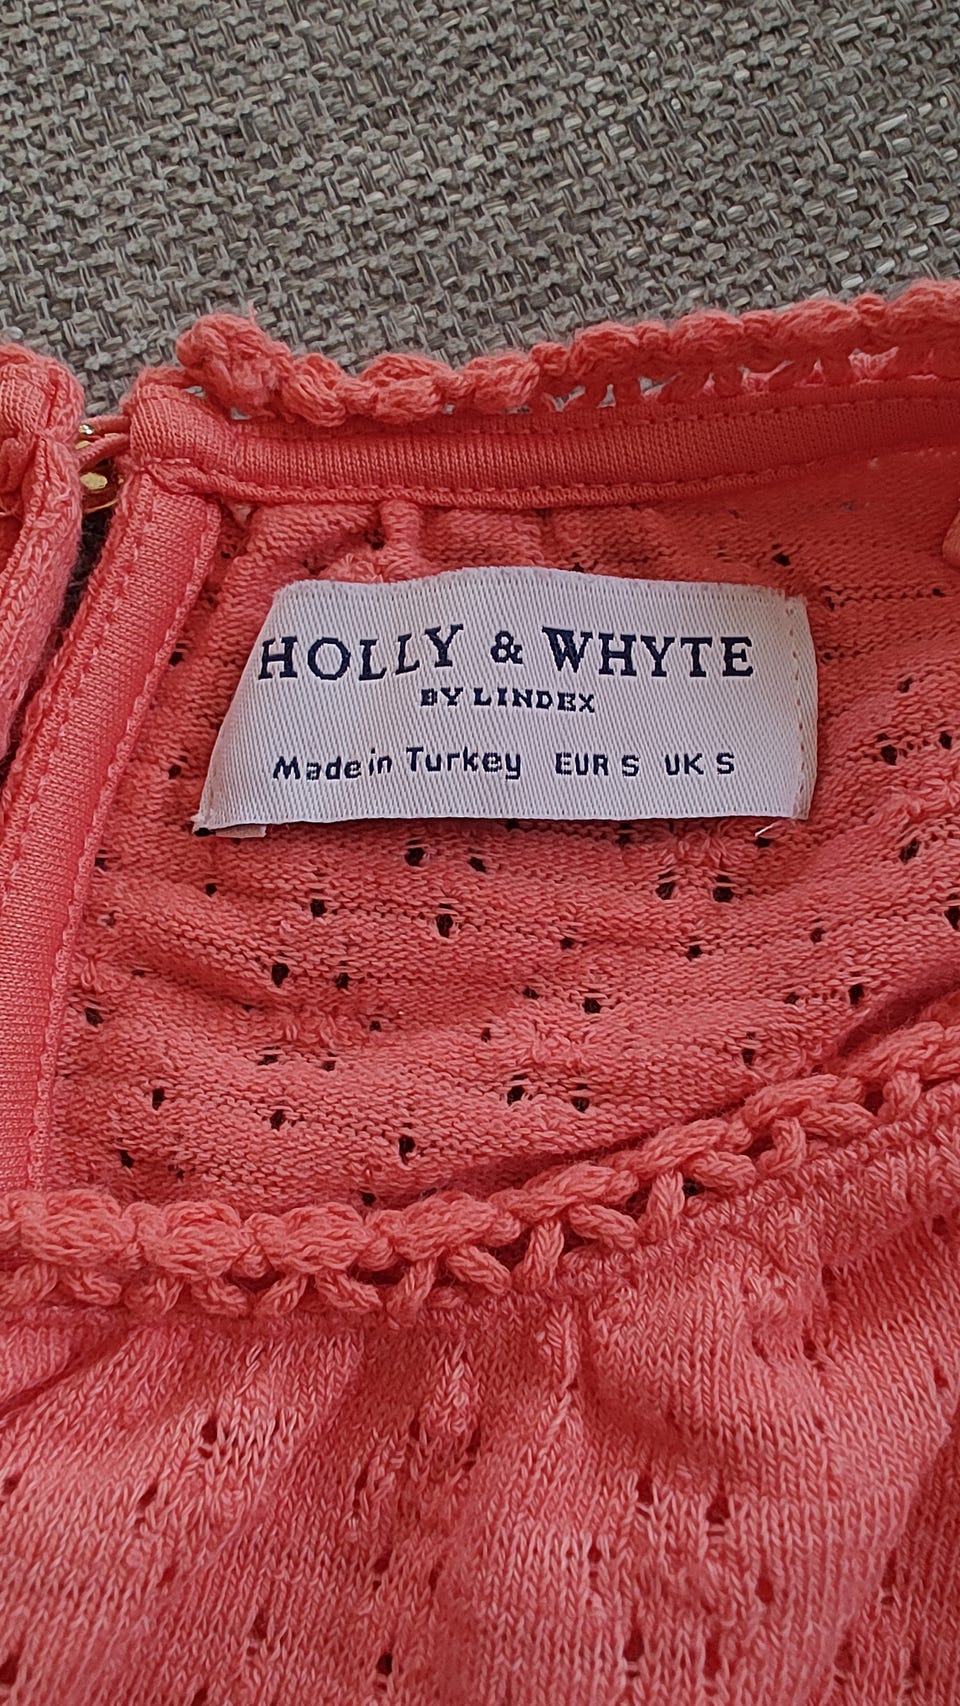 HOLLY & WHYTE
BY LINDEX
Made in Turkey EUR S UK S